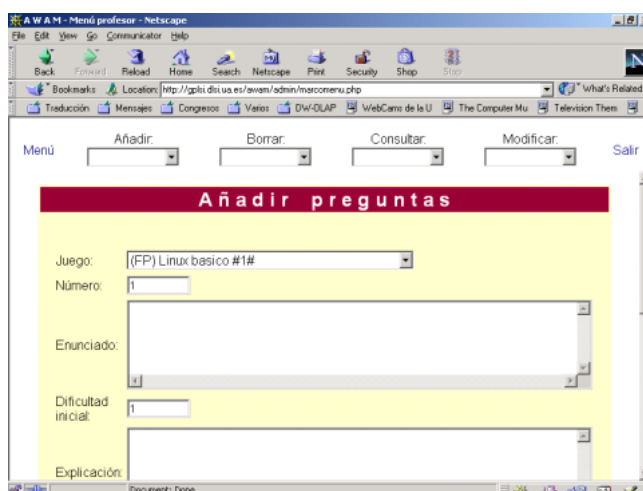 A W A M - Menú profesor - Netscape
File Edit View Go Communicator Help
Back Forward Reload Home Search Netscape Print Security Shop Stop
Bookmarks Location: http://gplsi.dlsi.ua.es/awam/admin/marcomenu.php What's Related
Traducción Mensajes Congresos Varios DW-OLAP WebCams de la U The Computer Mu Television Them
Menú Añadir: Borrar: Consultar: Modificar: Salir
Añadir preguntas
Juego: (FP) Linux basico #1#
Número: 1
Enunciado:
Dificultad
inicial: 1
Explicación:
Document: Done